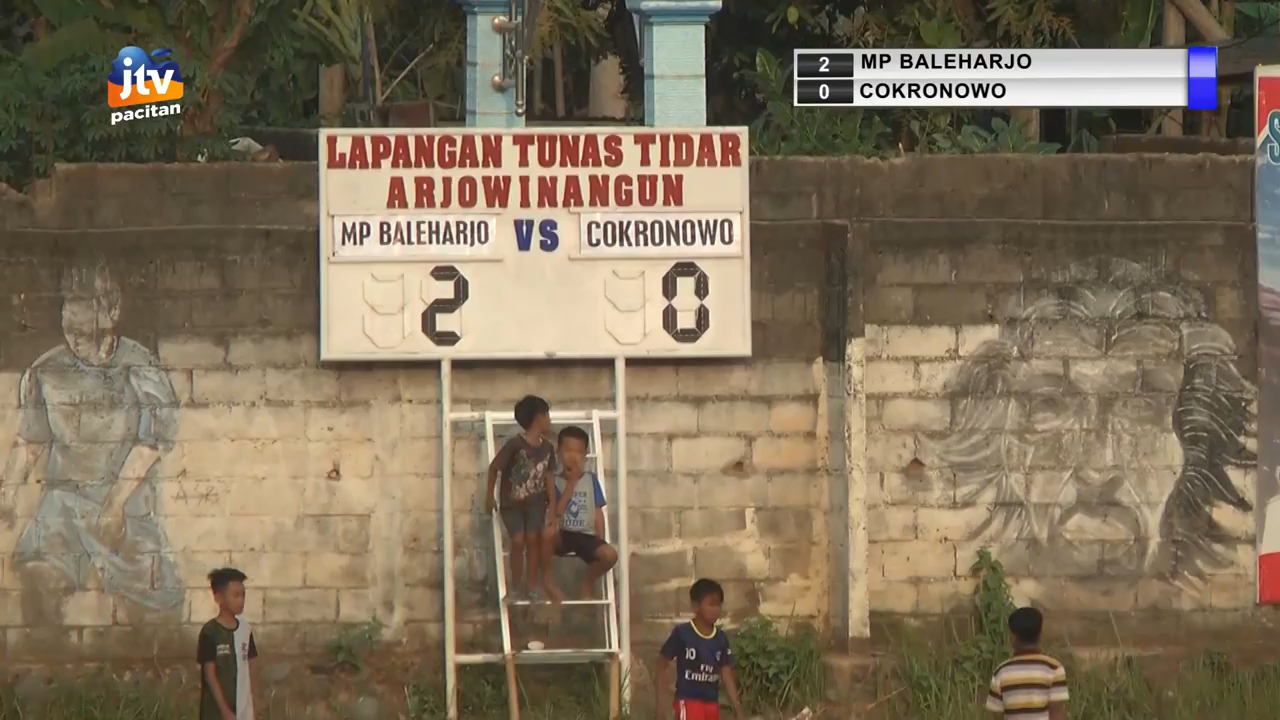 jtv
pacitan
2 MP BALEHARJO
0 COKRONOWO
LAPANGAN TUNAS TIDAR
ARJOWINANGUN
MP BALEHARJO VS COKRONOWO
2 0
10 Fly
Emirates